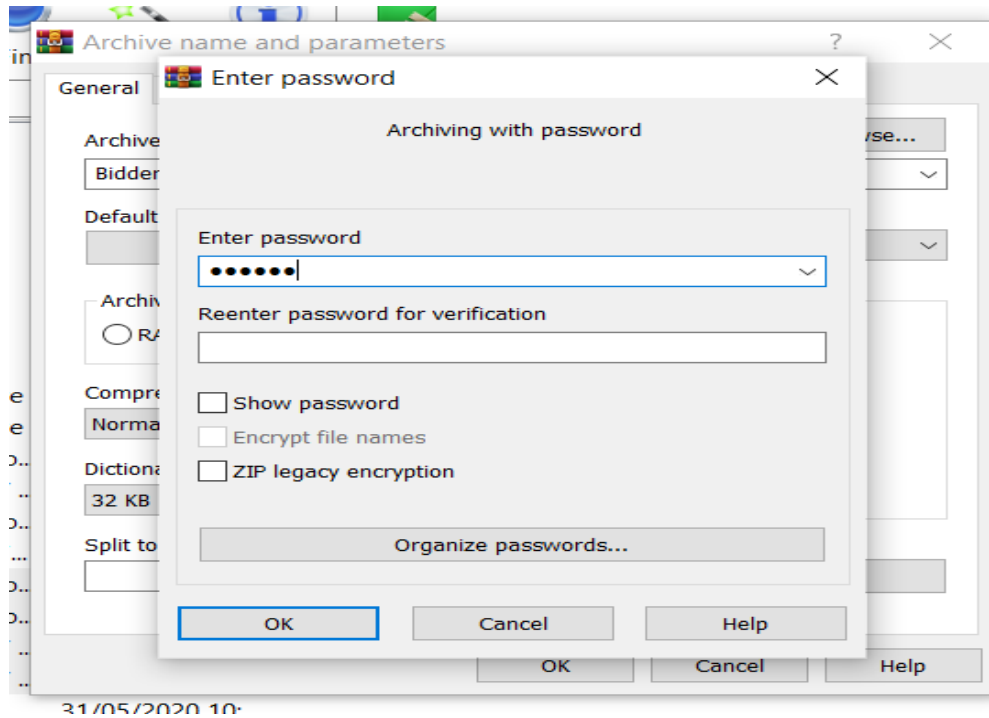 Archive name and parameters
Enter password
General
Archiving with password
Archive
Bidder
Default
Enter password
●●●●●●
Reenter password for verification
Archiv
Compre
Norma
Show password
Encrypt file names
ZIP legacy encryption
Dictiona
32 KB
Organize passwords...
Split to
OK
Cancel
Help
OK
Cancel
Help
31/05/2020 10: